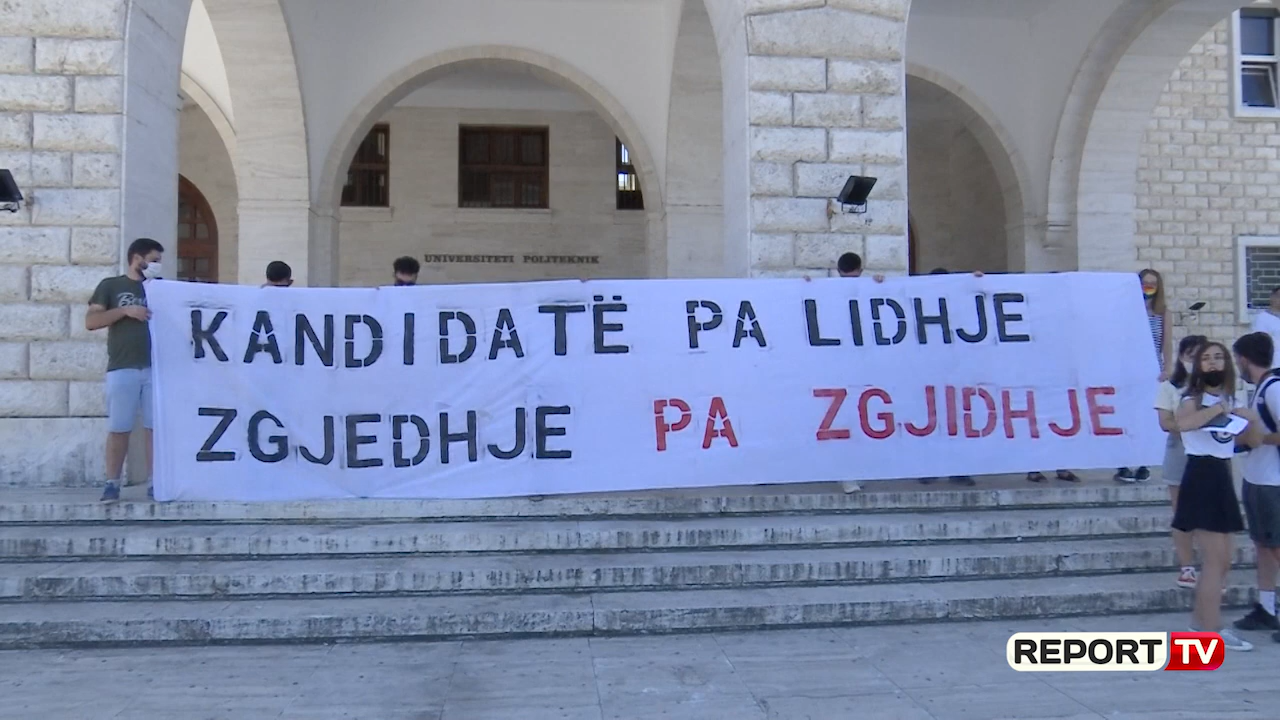 UNIVERSITETI POLITEKNIK
KANDIDATË PA LIDHJE
ZGJEDHJE PA ZGJIDHJE
REPORT TV